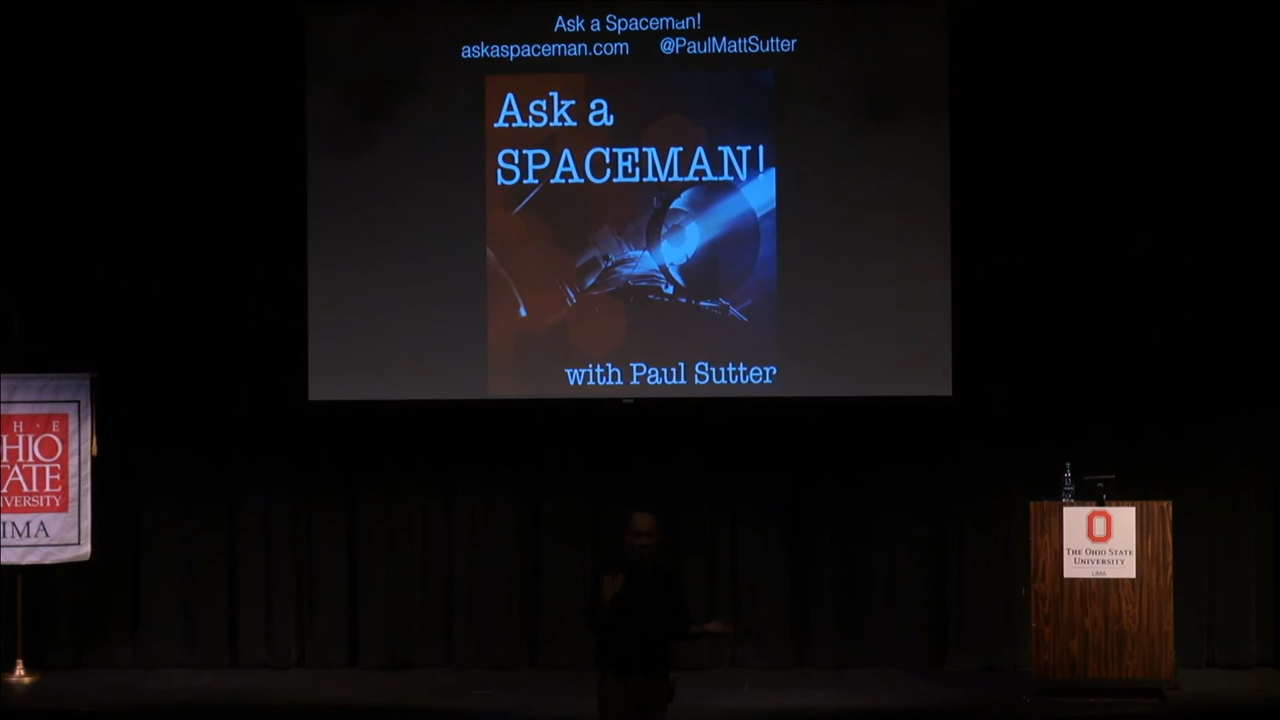 Ask a Spaceman!
askaspaceman.com @PaulMattSutter
Ask a
SPACEMAN!
with Paul Sutter
THE
OHIO
STATE
UNIVERSITY
LIMA
THE OHIO STATE
UNIVERSITY
LIMA